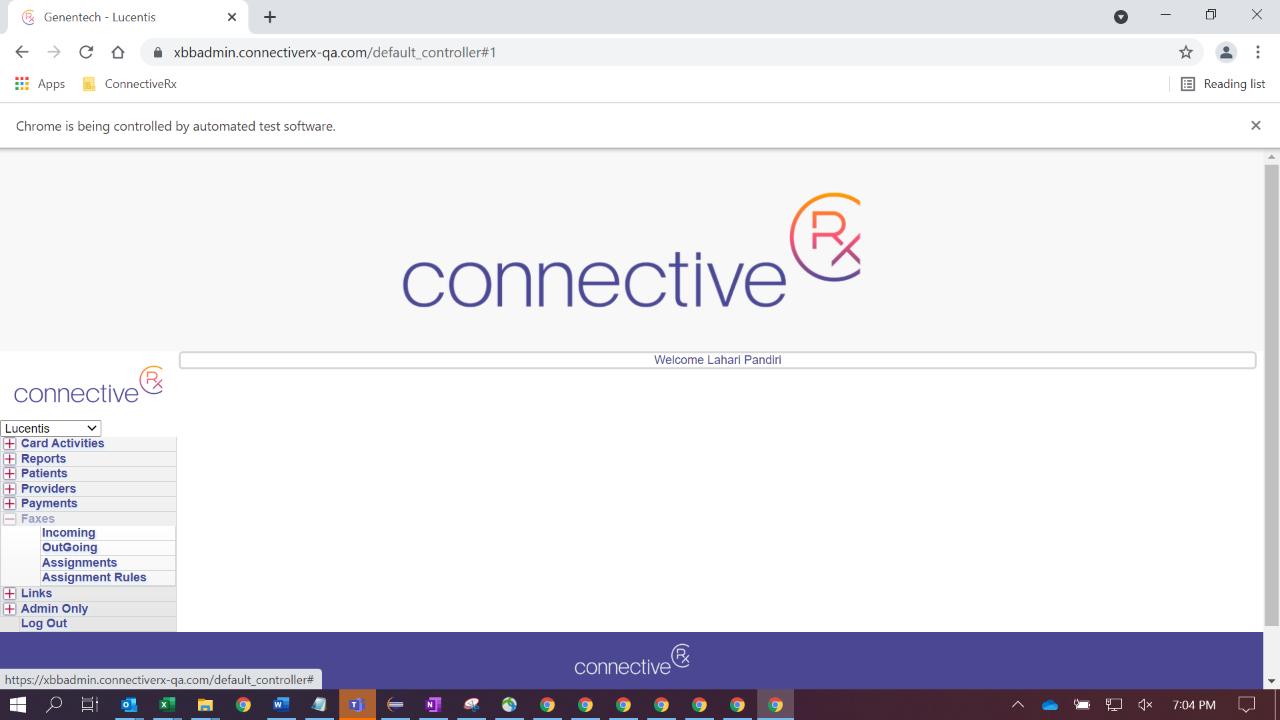 Genentech - Lucentis
xbbadmin.connectiverx-qa.com/default_controller#1
Apps
ConnectiveRx
Reading list
Chrome is being controlled by automated test software.
connective Rx
Welcome Lahari Pandiri
connective Rx
Lucentis
Card Activities
Reports
Patients
Providers
Payments
Faxes
Incoming
OutGoing
Assignments
Assignment Rules
Links
Admin Only
Log Out
connective Rx
https://xbbadmin.connectiverx-qa.com/default_controller#
7:04 PM